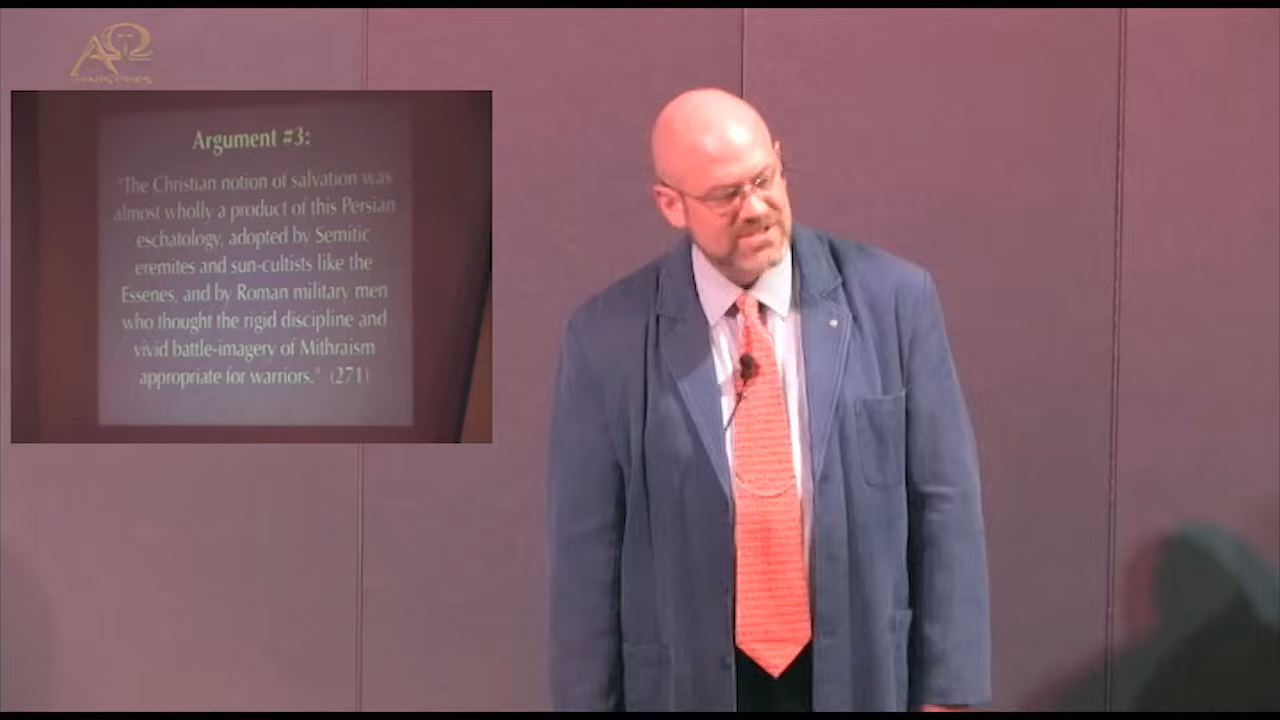 ΑΩ
Argument #3:
"The Christian notion of salvation was
almost wholly a product of this Persian
eschatology, adopted by Semitic
eremites and sun-cultists like the
Essenes, and by Roman military men
who thought the rigid discipline and
vivid battle-imagery of Mithraism
appropriate for warriors." (271)